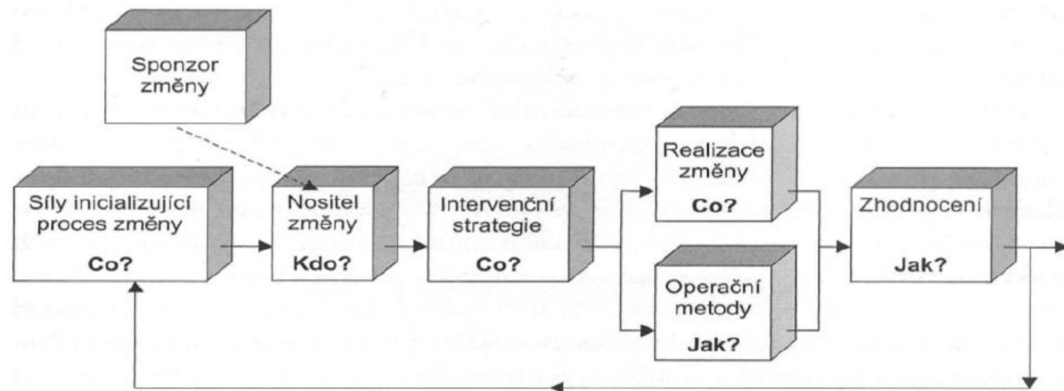 Sponzor
změny
Síly inicializující
proces změny
Co?
Nositel
změny
Kdo?
Intervenční
strategie
Co?
Realizace
změny
Co?
Operační
metody
Jak?
Zhodnocení
Jak?